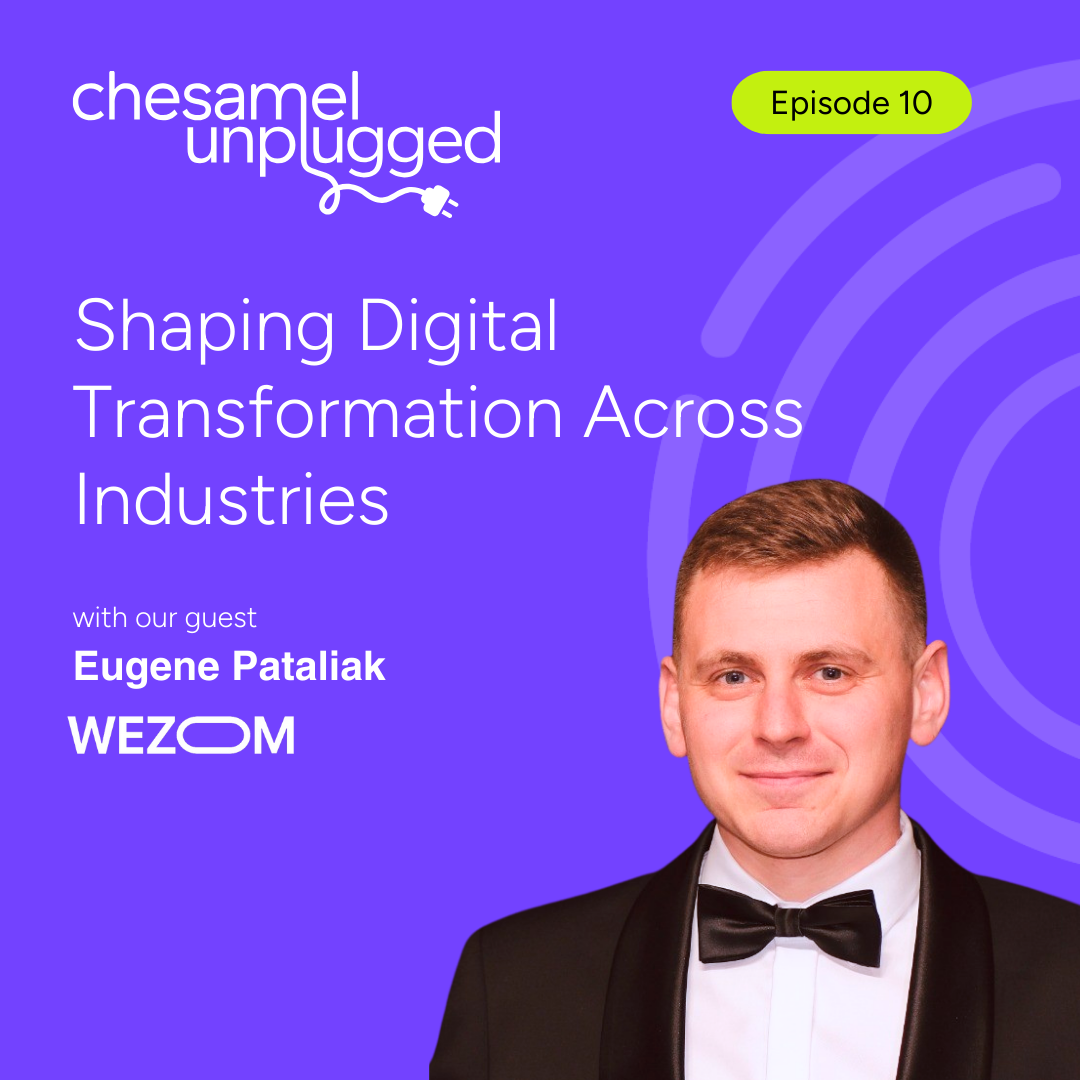 chesamel
unplugged
Episode 10
Shaping Digital
Transformation Across
Industries
with our guest
Eugene Pataliak
WEZOM